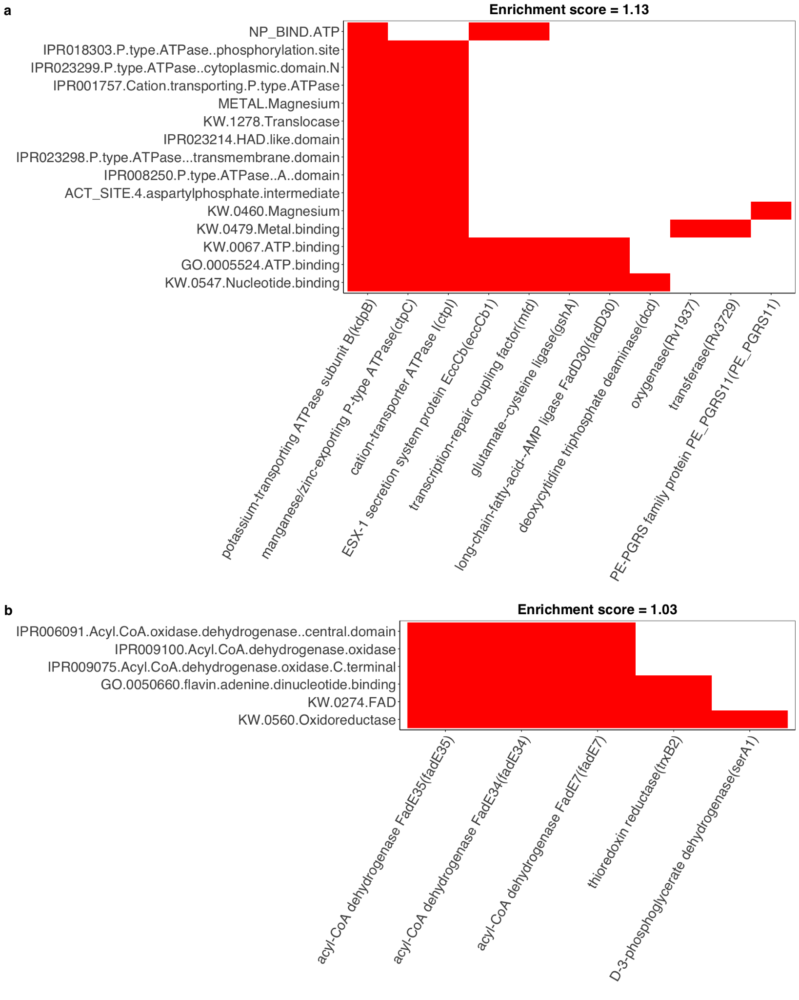 a
Enrichment score = 1.13
NP_BIND.ATP
IPR018303.P.type.ATPase..phosphorylation.site
IPR023299.P.type.ATPase..cytoplasmic.domain.N
IPR001757.Cation.transporting.P.type.ATPase
METAL.Magnesium
KW.1278.Translocase
IPR023214.HAD.like.domain
IPR023298.P.type.ATPase...transmembrane.domain
IPR008250.P.type.ATPase..A..domain
ACT_SITE.4.aspartylphosphate.intermediate
KW.0460.Magnesium
KW.0479.Metal.binding
KW.0067.ATP.binding
GO.0005524.ATP.binding
KW.0547.Nucleotide.binding
potassium-transporting ATPase subunit B(kdpB)
manganese/zinc-exporting P-type ATPase(ctpC)
cation-transporter ATPase I(ctpI)
ESX-1 secretion system protein EccCb(eccCb1)
transcription-repair coupling factor(mfd)
glutamate--cysteine ligase(gshA)
long-chain-fatty-acid--AMP ligase FadD30(fadD30)
deoxycytidine triphosphate deaminase(dcd)
oxygenase(Rv1937)
transferase(Rv3729)
PE-PGRS family protein PE_PGRS11(PE_PGRS11)
b
Enrichment score = 1.03
IPR006091.Acyl.CoA.oxidase.dehydrogenase..central.domain
IPR009100.Acyl.CoA.dehydrogenase.oxidase
IPR009075.Acyl.CoA.dehydrogenase.oxidase.C.terminal
GO.0050660.flavin.adenine.dinucleotide.binding
KW.0274.FAD
KW.0560.Oxidoreductase
acyl-CoA dehydrogenase FadE35(fadE35)
acyl-CoA dehydrogenase FadE34(fadE34)
acyl-CoA dehydrogenase FadE7(fadE7)
thioredoxin reductase(trxB2)
D-3-phosphoglycerate dehydrogenase(serA1)